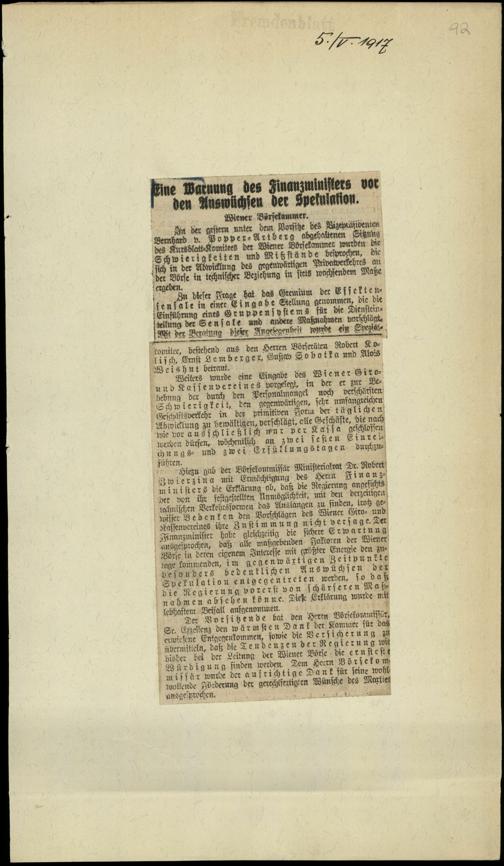 Fremdenblatt
92
5./V. 1917
Eine Warnung des Finanzministers vor
den Auswüchsen der Spekulation.
Wiener Börsekammer.
In der gestern unter dem Vorsitze des Vizepräsidenten
Bernhard v. Popper-Artberg abgehaltenen Sitzung
des Kursblatt-Komitees der Wiener Börsekammer wurden die
Schwierigkeiten und Mißstände besprochen, die
sich in der Abwicklung des gegenwärtigen Privatverkehres an
der Börse in technischer Beziehung in stets wachsendem Maße
ergeben.
Zu dieser Frage hat das Gremium der Effekten-
sensale in einer Eingabe Stellung genommen, die die
Einführung eines Gruppensystems für die Diensteinteilung
der Sensale und andere Maßnahmen vorschlägt.
Mit der Beratung dieser Angelegenheit wurde ein Spezial-
komitee, bestehend aus den Herren Börseräten Robert Ko-
litsch, Ernst Lemberger, Gustav Sobotka und Alois
Weishut betraut.
Weiters wurde eine Eingabe des Wiener Giro-
und Kassenvereines vorgelegt, in der er zur Be-
hebung der durch den Personalmangel noch verschärften
Schwierigkeit, den gegenwärtigen, sehr umfangreichen
Geschäftsverkehr in der primitiven Form der täglichen
Abwicklung zu bewältigen, vorschlägt, alle Geschäfte, die nach
wie vor ausschließlich nur per Kassa geschlossen
werden dürfen, wöchentlich an zwei festen Einrei-
chungs- und zwei Erfüllungstagen durchzu-
führen.
Hiezu gab der Börsekommissär Ministerialrat Dr. Robert
Zwierzina mit Ermächtigung des Herrn Finanz-
ministers die Erklärung ab, daß die Regierung angesichts
der von ihr festgestellten Unmöglichkeit, mit den derzeitigen
technischen Verkehrsformen das Auslangen zu finden, trotz ge-
wisser Bedenken den Vorschlägen des Wiener Giro- und
Kassenvereines ihre Zustimmung nicht versage. Der
Finanzminister habe gleichzeitig die sichere Erwartung
ausgesprochen, daß alle maßgebenden Faktoren der Wiener
Börse in deren eigenem Interesse mit größter Energie den zu-
tage kommenden, im gegenwärtigen Zeitpunkte
besonders bedenklichen Auswüchsen der
Spekulation entgegentreten werden, so daß
die Regierung vorerst von schärferen Maß-
nahmen absehen könne. Diese Erklärung wurde mit
lebhaftem Beifall aufgenommen.
Der Vorsitzende bat den Herrn Börsekommissär,
Sr. Exzellenz den wärmsten Dank der Kammer für das
erwiesene Entgegenkommen, sowie die Versicherung zu
übermitteln, daß die Tendenzen der Regierung wie
bisher bei der Leitung der Wiener Börse die ernsteste
Würdigung finden werden. Dem Herrn Börsekom-
missär wurde der aufrichtige Dank für seine wohl-
wollende Förderung der gerechtfertigten Wünsche des Marktes
ausgesprochen.